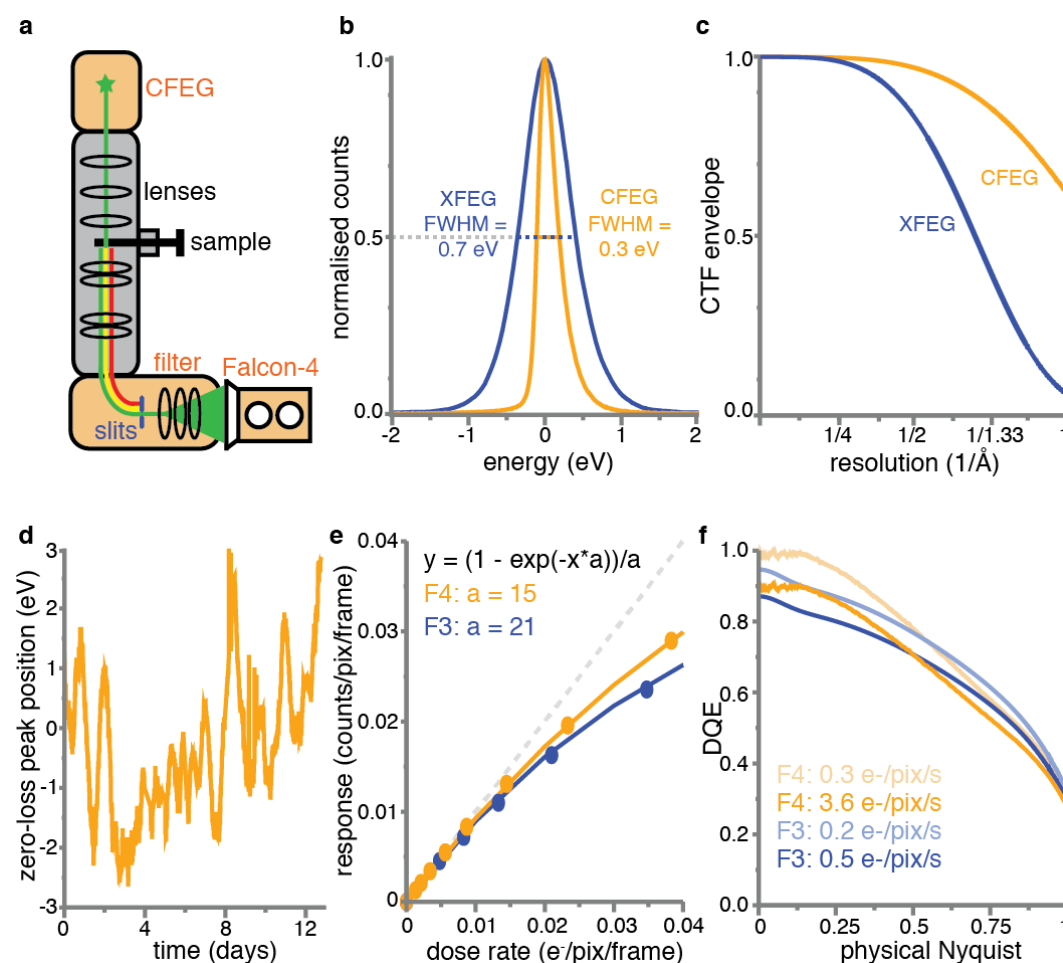 a
CFEG
lenses
sample
filter
Falcon-4
slits
b
normalised counts
1.0
0.5
0.0
XFEG
FWHM =
0.7 eV
CFEG
FWHM =
0.3 eV
-2
-1
0
1
2
energy (eV)
c
CTF envelope
1.0
0.5
0.0
CFEG
XFEG
1/4
1/2
1/1.33
1
resolution (1/Å)
d
zero-loss peak position (eV)
3
2
1
0
-1
-2
-3
0
4
8
12
time (days)
e
response (counts/pix/frame)
0.04
0.03
0.02
0.01
0
y = (1 - exp(-x*a))/a
F4: a = 15
F3: a = 21
0
0.01
0.02
0.03
0.04
dose rate (e-/pix/frame)
f
DQE
1.0
0.8
0.6
0.4
0.2
0.0
F4: 0.3 e-/pix/s
F4: 3.6 e-/pix/s
F3: 0.2 e-/pix/s
F3: 0.5 e-/pix/s
0
0.25
0.50
0.75
1
physical Nyquist